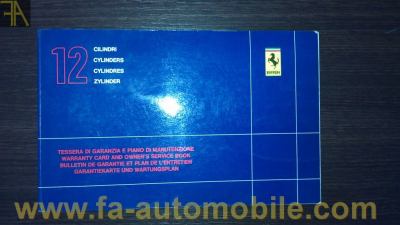 FA
12
CILINDRI
CYLINDERS
CYLINDRES
ZYLINDER
Ferrari
TESSERA DI GARANZIA E PIANO DI MANUTENZIONE
WARRANTY CARD AND OWNER'S SERVICE BOOK
BULLETIN DE GARANTIE ET PLAN DE L'ENTRETIEN
GARANTIEKARTE UND WARTUNGSPLAN
www.fa-automobile.com